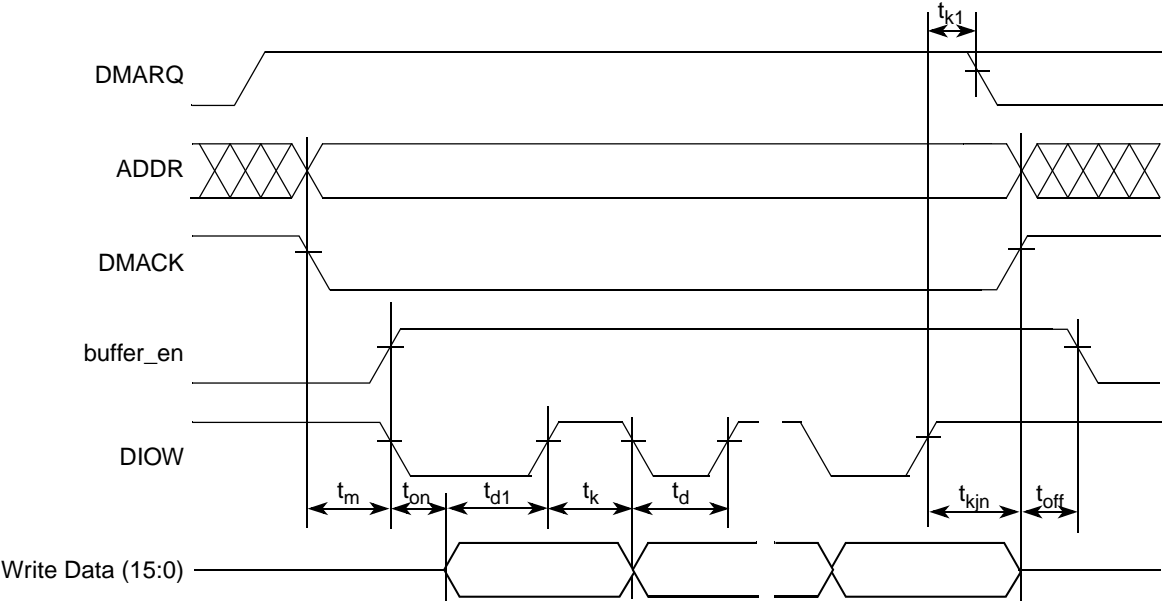 t_k1
DMARQ
ADDR
DMACK
buffer_en
DIOW
t_m t_on t_d1 t_k t_d t_kjn t_off
Write Data (15:0)